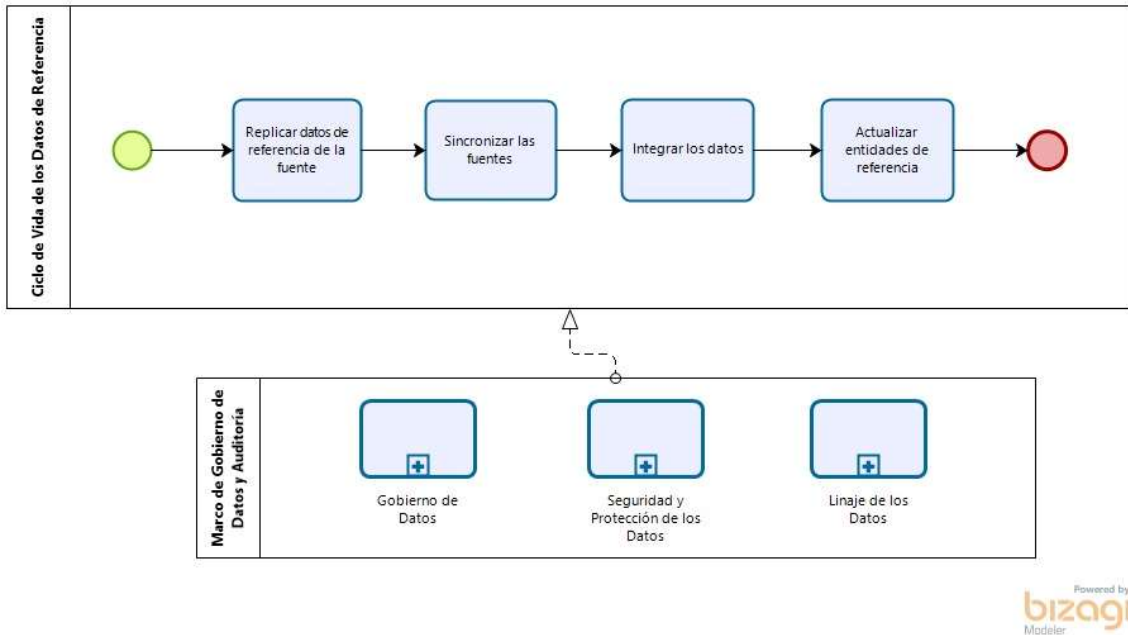 Ciclo de Vida de los Datos de Referencia
Replicar datos de
referencia de la
fuente
Sincronizar las
fuentes
Integrar los datos
Actualizar
entidades de
referencia
Marco de Gobierno de
Datos y Auditoría
Gobierno de
Datos
Seguridad y
Protección de los
Datos
Linaje de los
Datos
Powered by
bizagi
Modeler